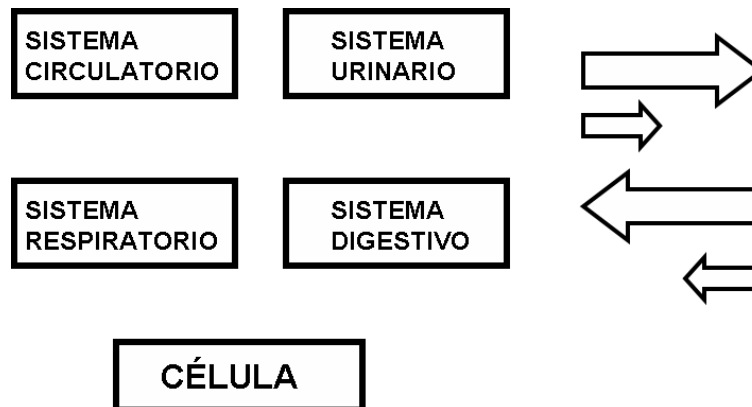 SISTEMA
CIRCULATORIO
SISTEMA
URINARIO
SISTEMA
RESPIRATORIO
SISTEMA
DIGESTIVO
CÉLULA